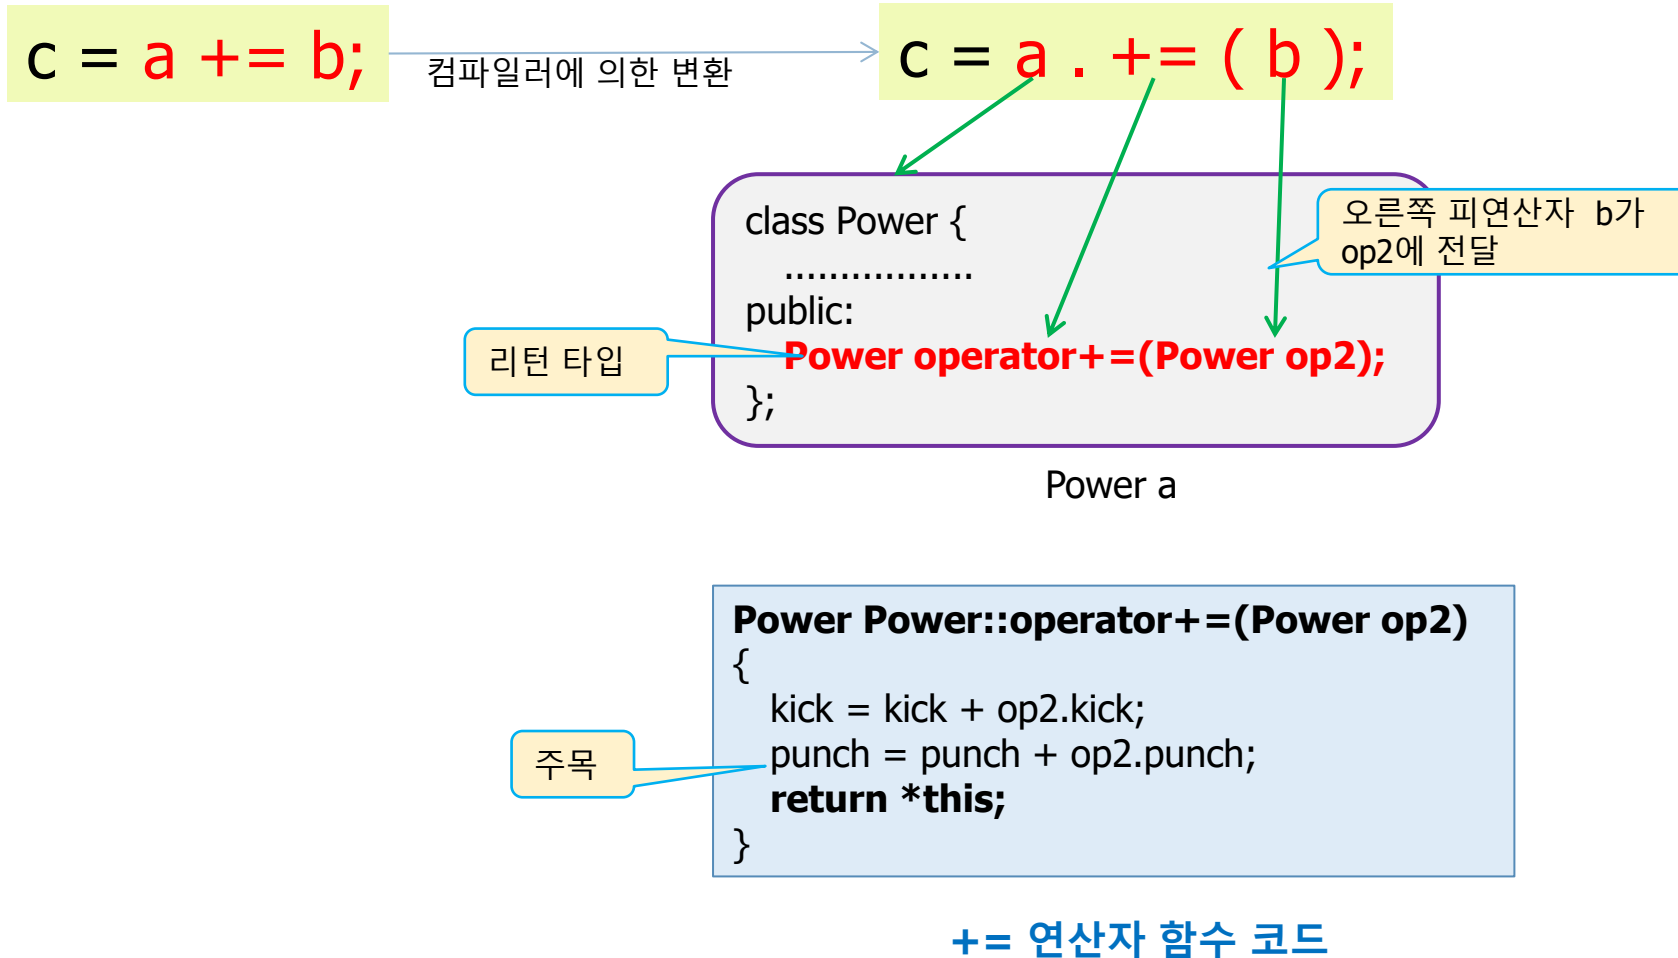 c = a += b;
컴파일러에 의한 변환
c = a . += ( b );
class Power {
.................
public:
Power operator+=(Power op2);
};
오른쪽 피연산자 b가
op2에 전달
리턴 타입
Power a
Power Power::operator+=(Power op2)
{
kick = kick + op2.kick;
punch = punch + op2.punch;
return *this;
}
주목
+= 연산자 함수 코드